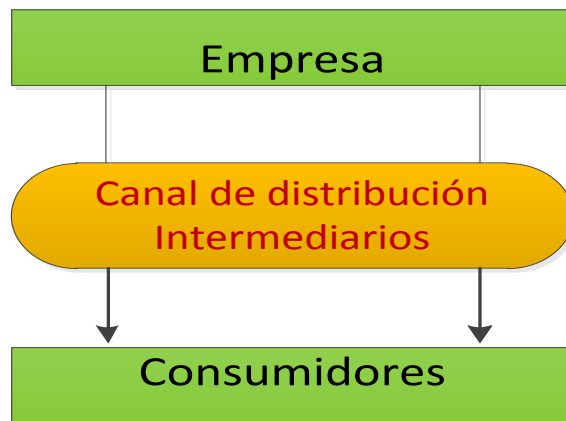 Empresa
Canal de distribución
Intermediarios
Consumidores